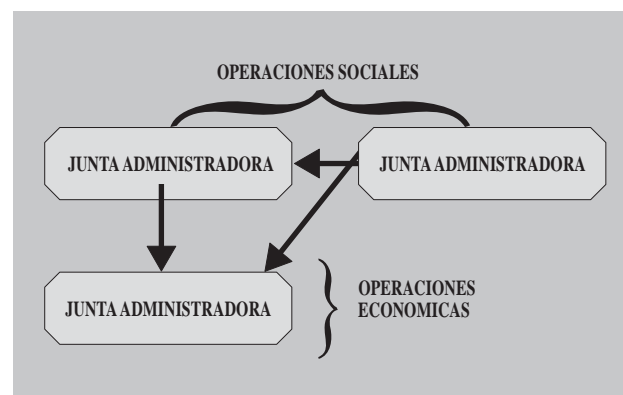 OPERACIONES SOCIALES
JUNTA ADMINISTRADORA
JUNTA ADMINISTRADORA
JUNTA ADMINISTRADORA
OPERACIONES
ECONOMICAS